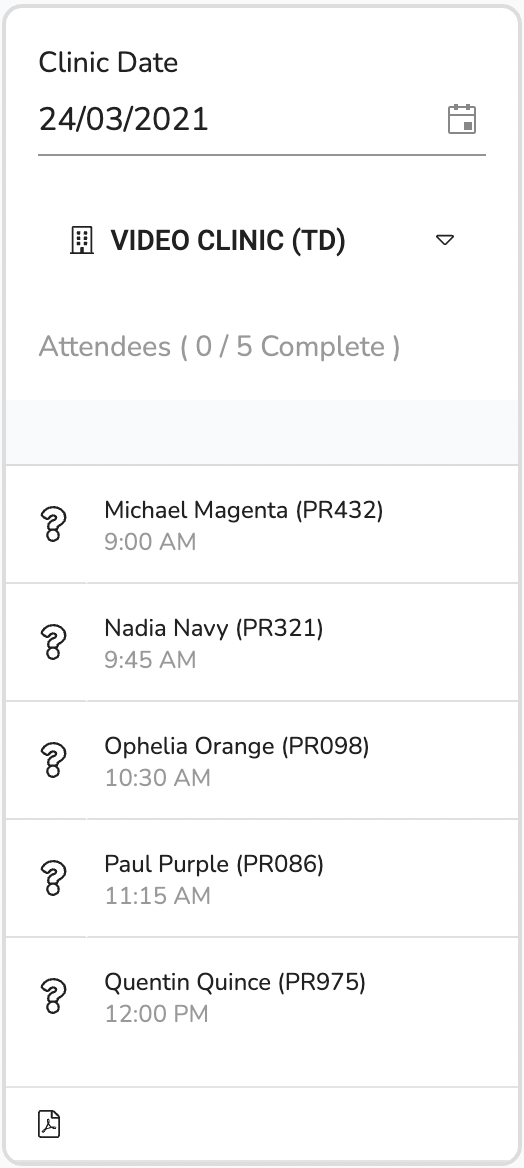 Clinic Date
24/03/2021
VIDEO CLINIC (TD)
Attendees ( 0 / 5 Complete )
Michael Magenta (PR432)
9:00 AM
Nadia Navy (PR321)
9:45 AM
Ophelia Orange (PR098)
10:30 AM
Paul Purple (PR086)
11:15 AM
Quentin Quince (PR975)
12:00 PM